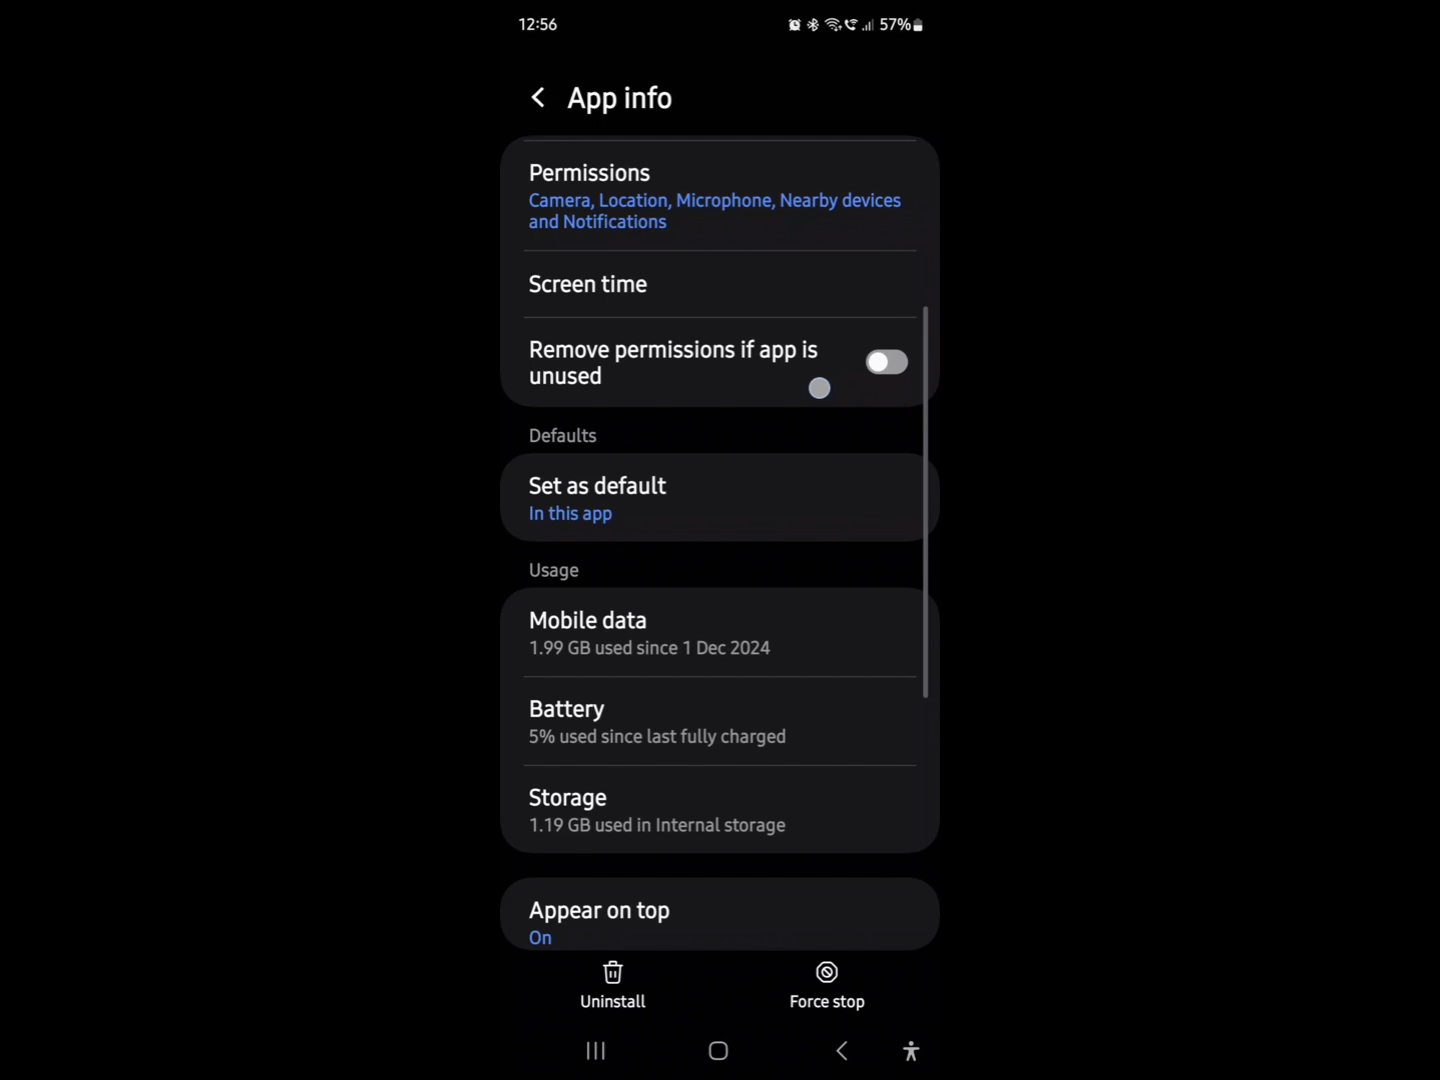 12:56
57%
App info
Permissions
Camera, Location, Microphone, Nearby devices
and Notifications
Screen time
Remove permissions if app is
unused
Defaults
Set as default
In this app
Usage
Mobile data
1.99 GB used since 1 Dec 2024
Battery
5% used since last fully charged
Storage
1.19 GB used in Internal storage
Appear on top
On
Uninstall
Force stop